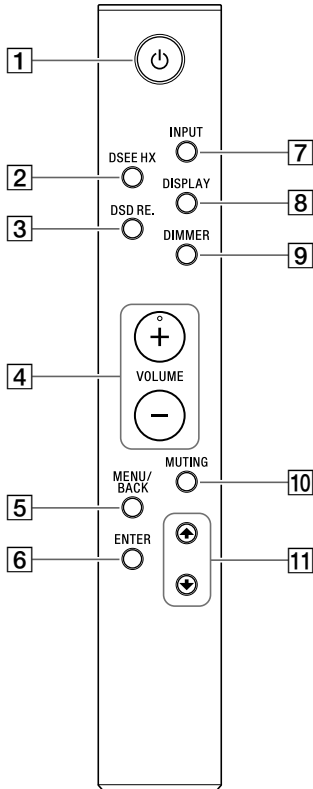 1
INPUT
7
DSEE HX
2
DISPLAY
8
DSD RE.
3
DIMMER
9
+
4
VOLUME
−
MUTING
10
MENU/
BACK
5
ENTER
6
11